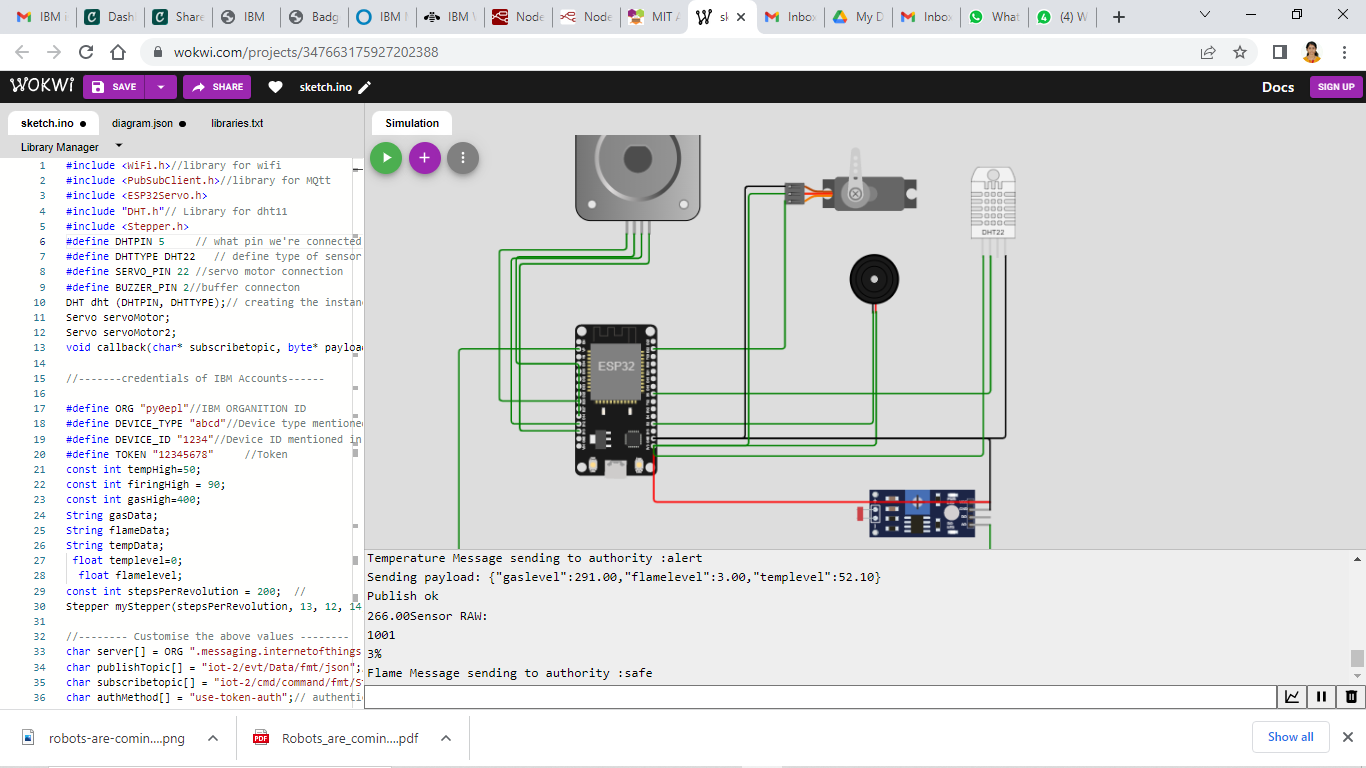 IBM i
Dash
Share
IBM
Badg
IBM
IBM
Node
Node
MIT A
sk
Inbox
My D
Inbox
What
(4) W
wokwi.com/projects/347663175927202388
WOKWI
SAVE
SHARE
sketch.ino
Docs
SIGN UP
sketch.ino
diagram.json
libraries.txt
Simulation
Library Manager
1 #include <WiFi.h>//library for wifi
2 #include <PubSubClient.h>//library for MQtt
3 #include <ESP32Servo.h>
4 #include "DHT.h"// Library for dht11
5 #include <Stepper.h>
6 #define DHTPIN 5 // what pin we're connected
7 #define DHTTYPE DHT22 // define type of sensor
8 #define SERVO_PIN 22 //servo motor connection
9 #define BUZZER_PIN 2//buffer connecton
10 DHT dht (DHTPIN, DHTTYPE);// creating the instan
11 Servo servoMotor;
12 Servo servoMotor2;
13 void callback(char* subscribetopic, byte* payloa
14
15 //-------credentials of IBM Accounts------
16
17 #define ORG "py0epl"//IBM ORGANITION ID
18 #define DEVICE_TYPE "abcd"//Device type mentione
19 #define DEVICE_ID "1234"//Device ID mentioned in
20 #define TOKEN "12345678" //Token
21 const int tempHigh=50;
22 const int firingHigh = 90;
23 const int gasHigh=400;
24 String gasData;
25 String flameData;
26 String tempData;
27 float templevel=0;
28 float flamelevel;
29 const int stepsPerRevolution = 200; //
30 Stepper myStepper(stepsPerRevolution, 13, 12, 14
31
32 //-------- Customise the above values --------
33 char server[] = ORG ".messaging.internetofthings
34 char publishTopic[] = "iot-2/evt/Data/fmt/json";
35 char subscribetopic[] = "iot-2/cmd/command/fmt/S
36 char authMethod[] = "use-token-auth";// authenti
DHT22
ESP32
Temperature Message sending to authority :alert
Sending payload: {"gaslevel":291.00,"flamelevel":3.00,"templevel":52.10}
Publish ok
266.00Sensor RAW:
1001
3%
Flame Message sending to authority :safe
robots-are-comin....png
PDF
Robots_are_comin....pdf
Show all